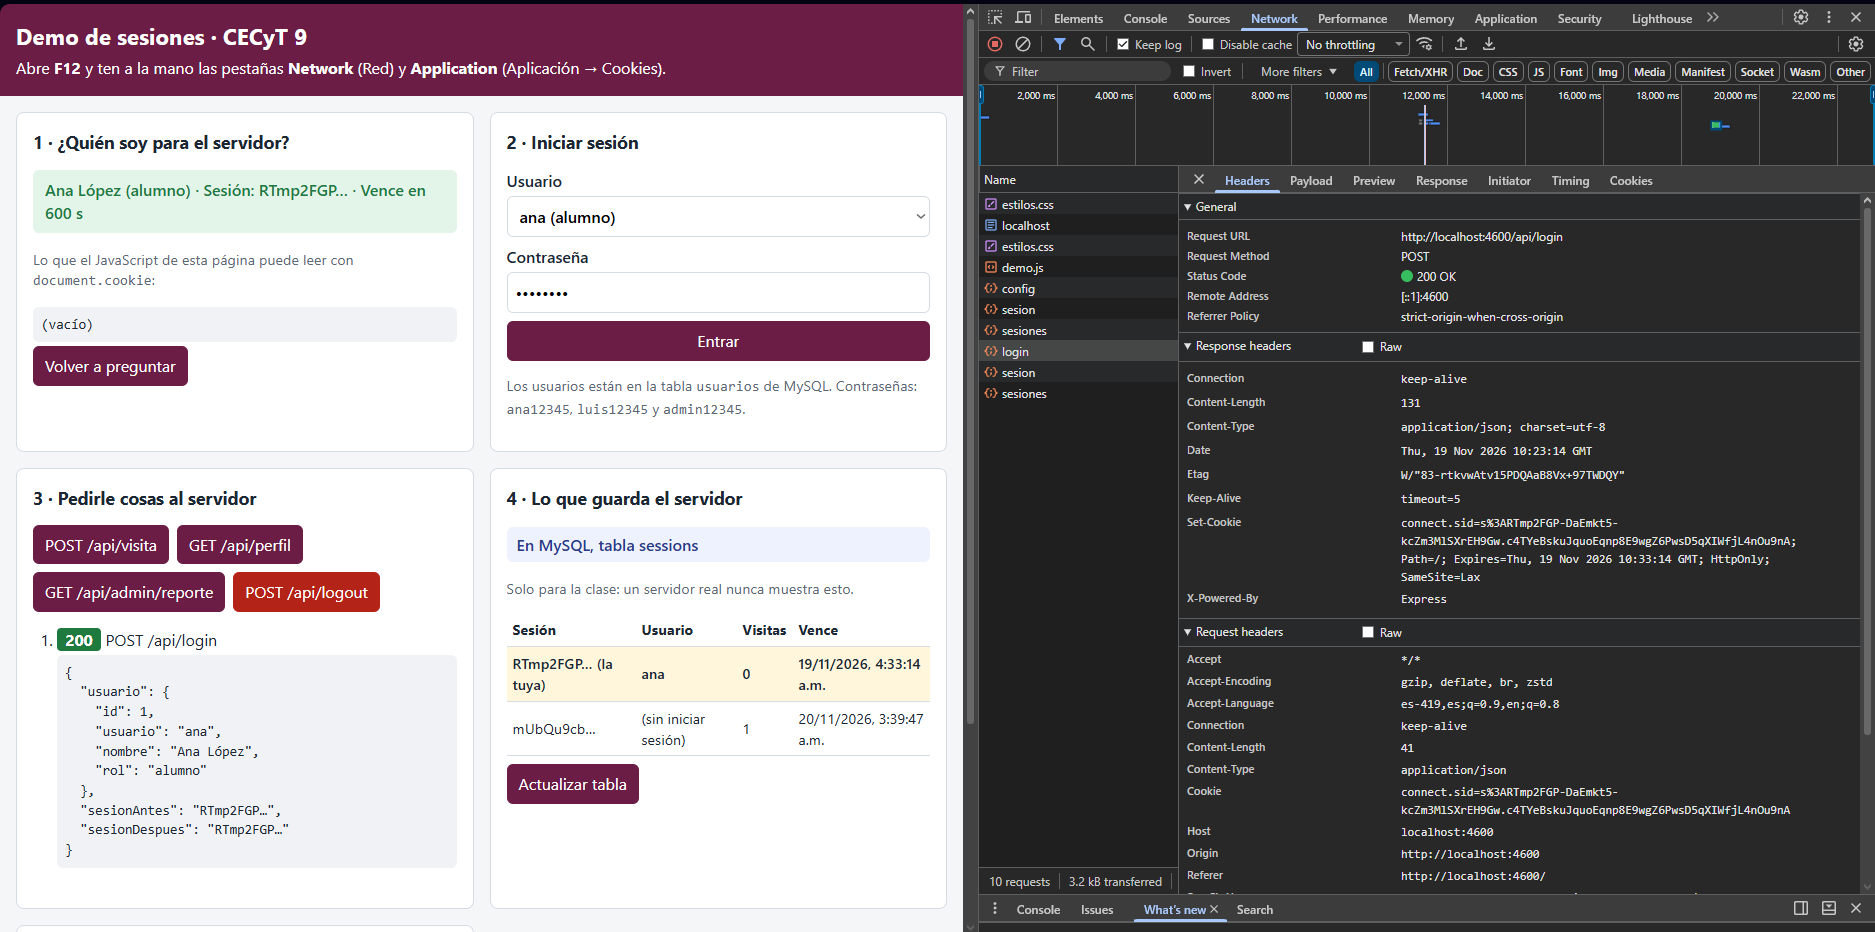 Demo de sesiones · CECyT 9
Abre F12 y ten a la mano las pestañas Network (Red) y Application (Aplicación → Cookies).
1 · ¿Quién soy para el servidor?
Ana López (alumno) · Sesión: RTmp2FGP… · Vence en
600 s
Lo que el JavaScript de esta página puede leer con
document.cookie:
(vacío)
Volver a preguntar
2 · Iniciar sesión
Usuario
ana (alumno)
Contraseña
••••••••
Entrar
Los usuarios están en la tabla usuarios de MySQL. Contraseñas:
ana12345, luis12345 y admin12345.
3 · Pedirle cosas al servidor
POST /api/visita
GET /api/perfil
GET /api/admin/reporte
POST /api/logout
1. 200 POST /api/login
{
"usuario": {
"id": 1,
"usuario": "ana",
"nombre": "Ana López",
"rol": "alumno"
},
"sesionAntes": "RTmp2FGP…",
"sesionDespues": "RTmp2FGP…"
}
4 · Lo que guarda el servidor
En MySQL, tabla sessions
Solo para la clase: un servidor real nunca muestra esto.
Sesión Usuario Visitas Vence
RTmp2FGP… (la tuya) ana 0 19/11/2026, 4:33:14 a.m.
mUbQu9cb… (sin iniciar sesión) 1 20/11/2026, 3:39:47 a.m.
Actualizar tabla
Elements Console Sources Network Performance Memory Application Security Lighthouse
Keep log Disable cache No throttling
Filter Invert More filters All Fetch/XHR Doc CSS JS Font Img Media Manifest Socket Wasm Other
2,000 ms 4,000 ms 6,000 ms 8,000 ms 10,000 ms 12,000 ms 14,000 ms 16,000 ms 18,000 ms 20,000 ms 22,000 ms
Name
estilos.css
localhost
estilos.css
demo.js
config
sesion
sesiones
login
sesion
sesiones
10 requests 3.2 kB transferred
Headers Payload Preview Response Initiator Timing Cookies
General
Request URL http://localhost:4600/api/login
Request Method POST
Status Code 200 OK
Remote Address [::1]:4600
Referrer Policy strict-origin-when-cross-origin
Response headers Raw
Connection keep-alive
Content-Length 131
Content-Type application/json; charset=utf-8
Date Thu, 19 Nov 2026 10:23:14 GMT
Etag W/"83-rtkvwAtv15PDQAaB8Vx+97TWDQY"
Keep-Alive timeout=5
Set-Cookie connect.sid=s%3ARTmp2FGP-DaEmkt5-
kcZm3MlSXrEH9Gw.c4TYeBskuJquoEqnp8E9wgZ6PwsD5qXIWfjL4nOu9nA;
Path=/; Expires=Thu, 19 Nov 2026 10:33:14 GMT; HttpOnly;
SameSite=Lax
X-Powered-By Express
Request headers Raw
Accept */*
Accept-Encoding gzip, deflate, br, zstd
Accept-Language es-419,es;q=0.9,en;q=0.8
Connection keep-alive
Content-Length 41
Content-Type application/json
Cookie connect.sid=s%3ARTmp2FGP-DaEmkt5-
kcZm3MlSXrEH9Gw.c4TYeBskuJquoEqnp8E9wgZ6PwsD5qXIWfjL4nOu9nA
Host localhost:4600
Origin http://localhost:4600
Referer http://localhost:4600/
Console Issues What's new Search